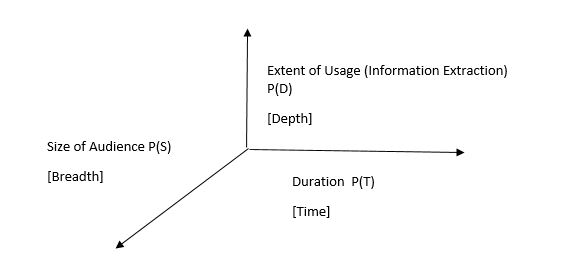 Extent of Usage (Information Extraction)
P(D)
[Depth]
Size of Audience P(S)
[Breadth]
Duration  P(T)
[Time]